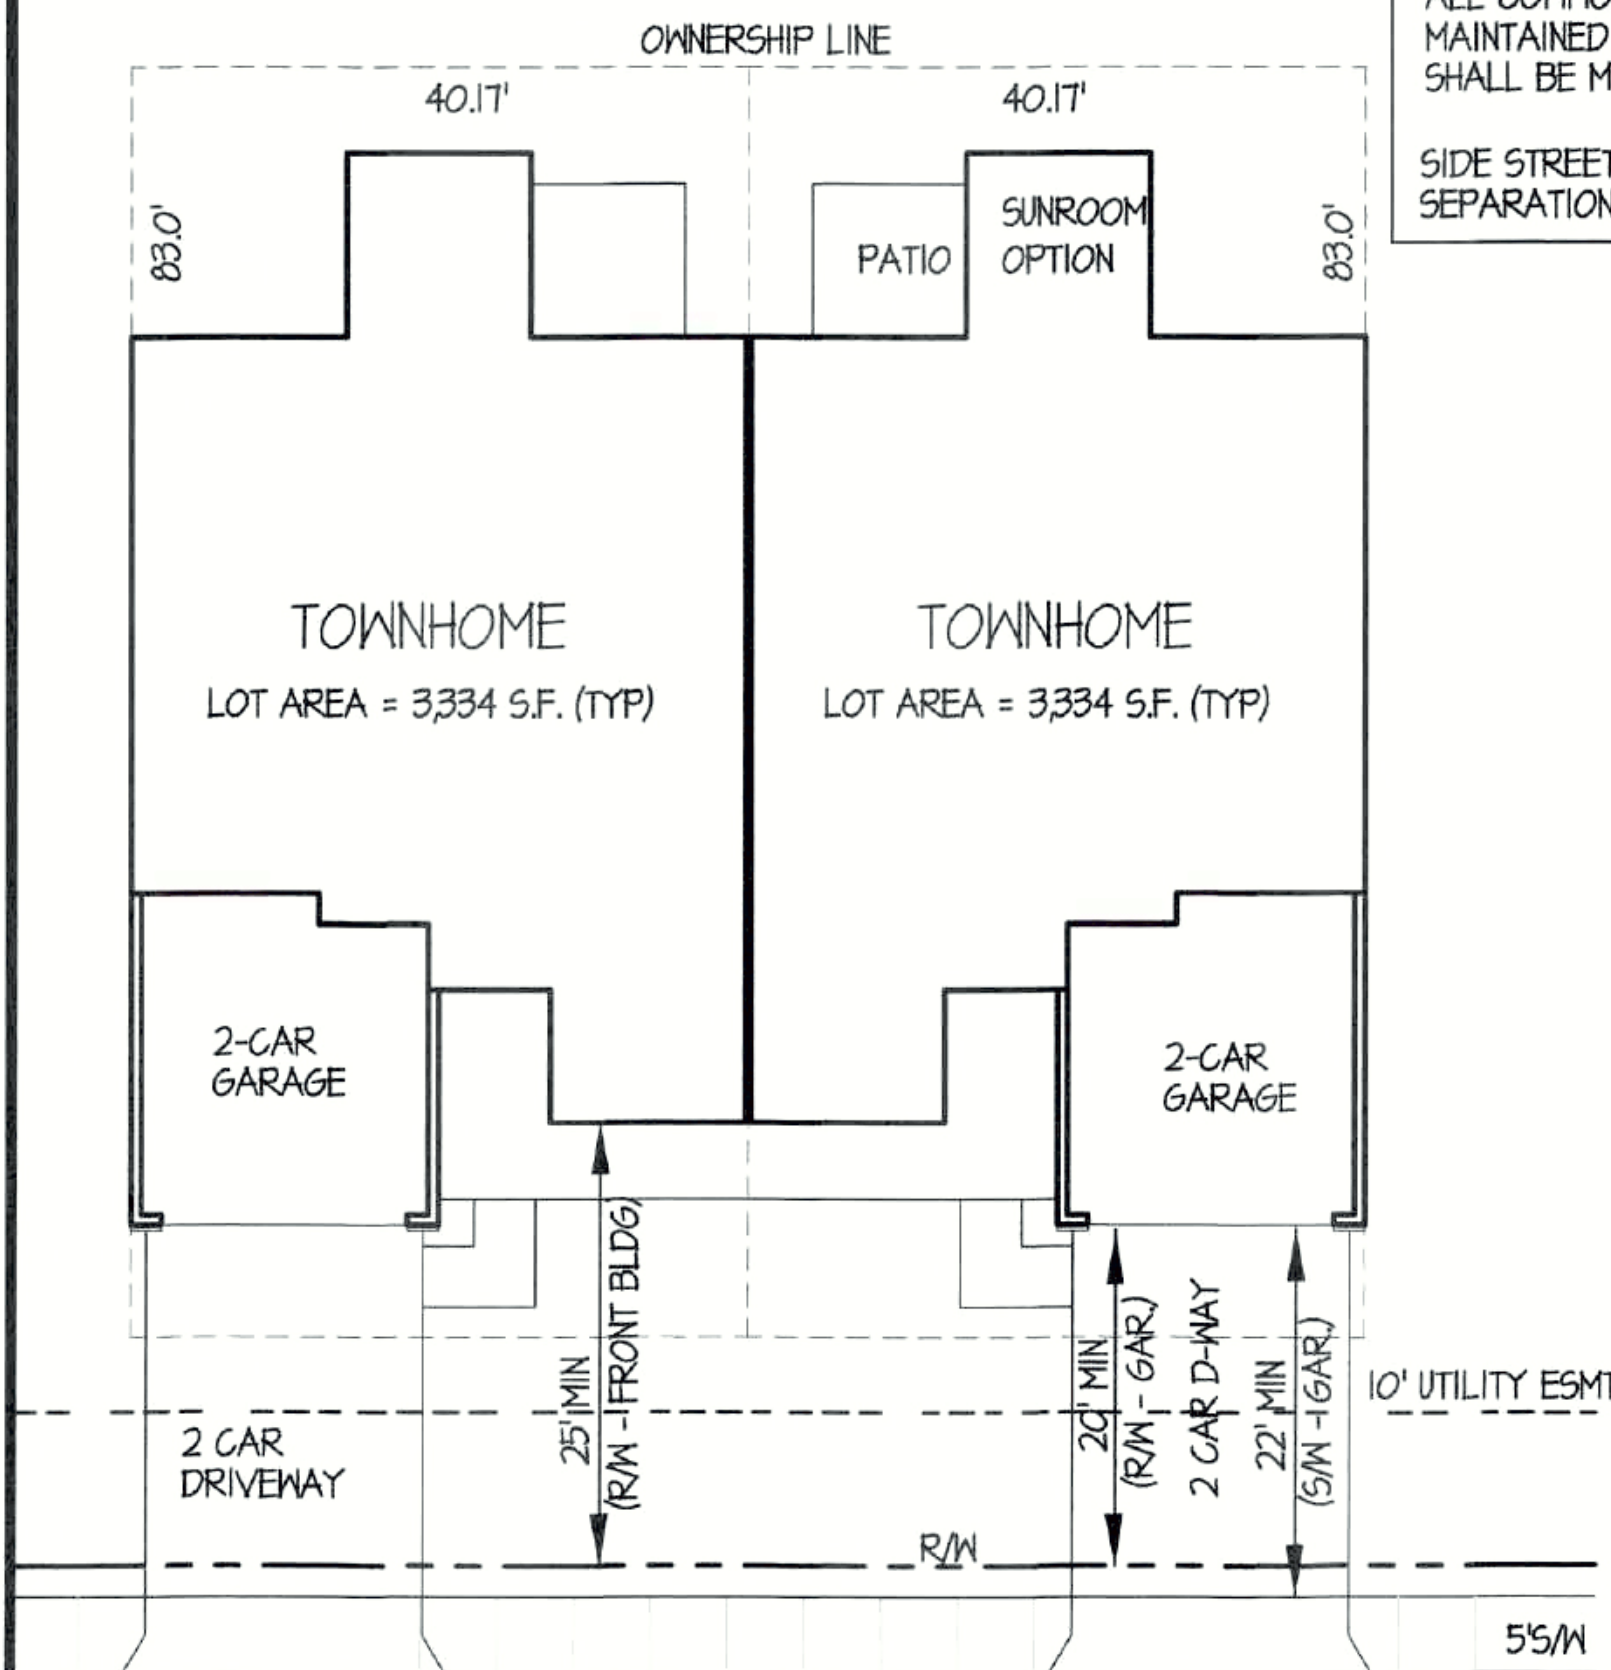 OWNERSHIP LINE
MAINTAINED
SHALL BE M
SIDE STREET
SEPARATION
40.17'
40.17'
83.0'
83.0'
PATIO
SUNROOM
OPTION
TOWNHOME
LOT AREA = 3,334 S.F. (TYP)
TOWNHOME
LOT AREA = 3,334 S.F. (TYP)
2-CAR
GARAGE
2-CAR
GARAGE
25' MIN
(R/W - FRONT BLDG)
20' MIN
(R/W - GAR.)
2 CAR D-WAY
22' MIN
(S/W - GAR.)
10' UTILITY ESMT
2 CAR
DRIVEWAY
R/W
5'S/W